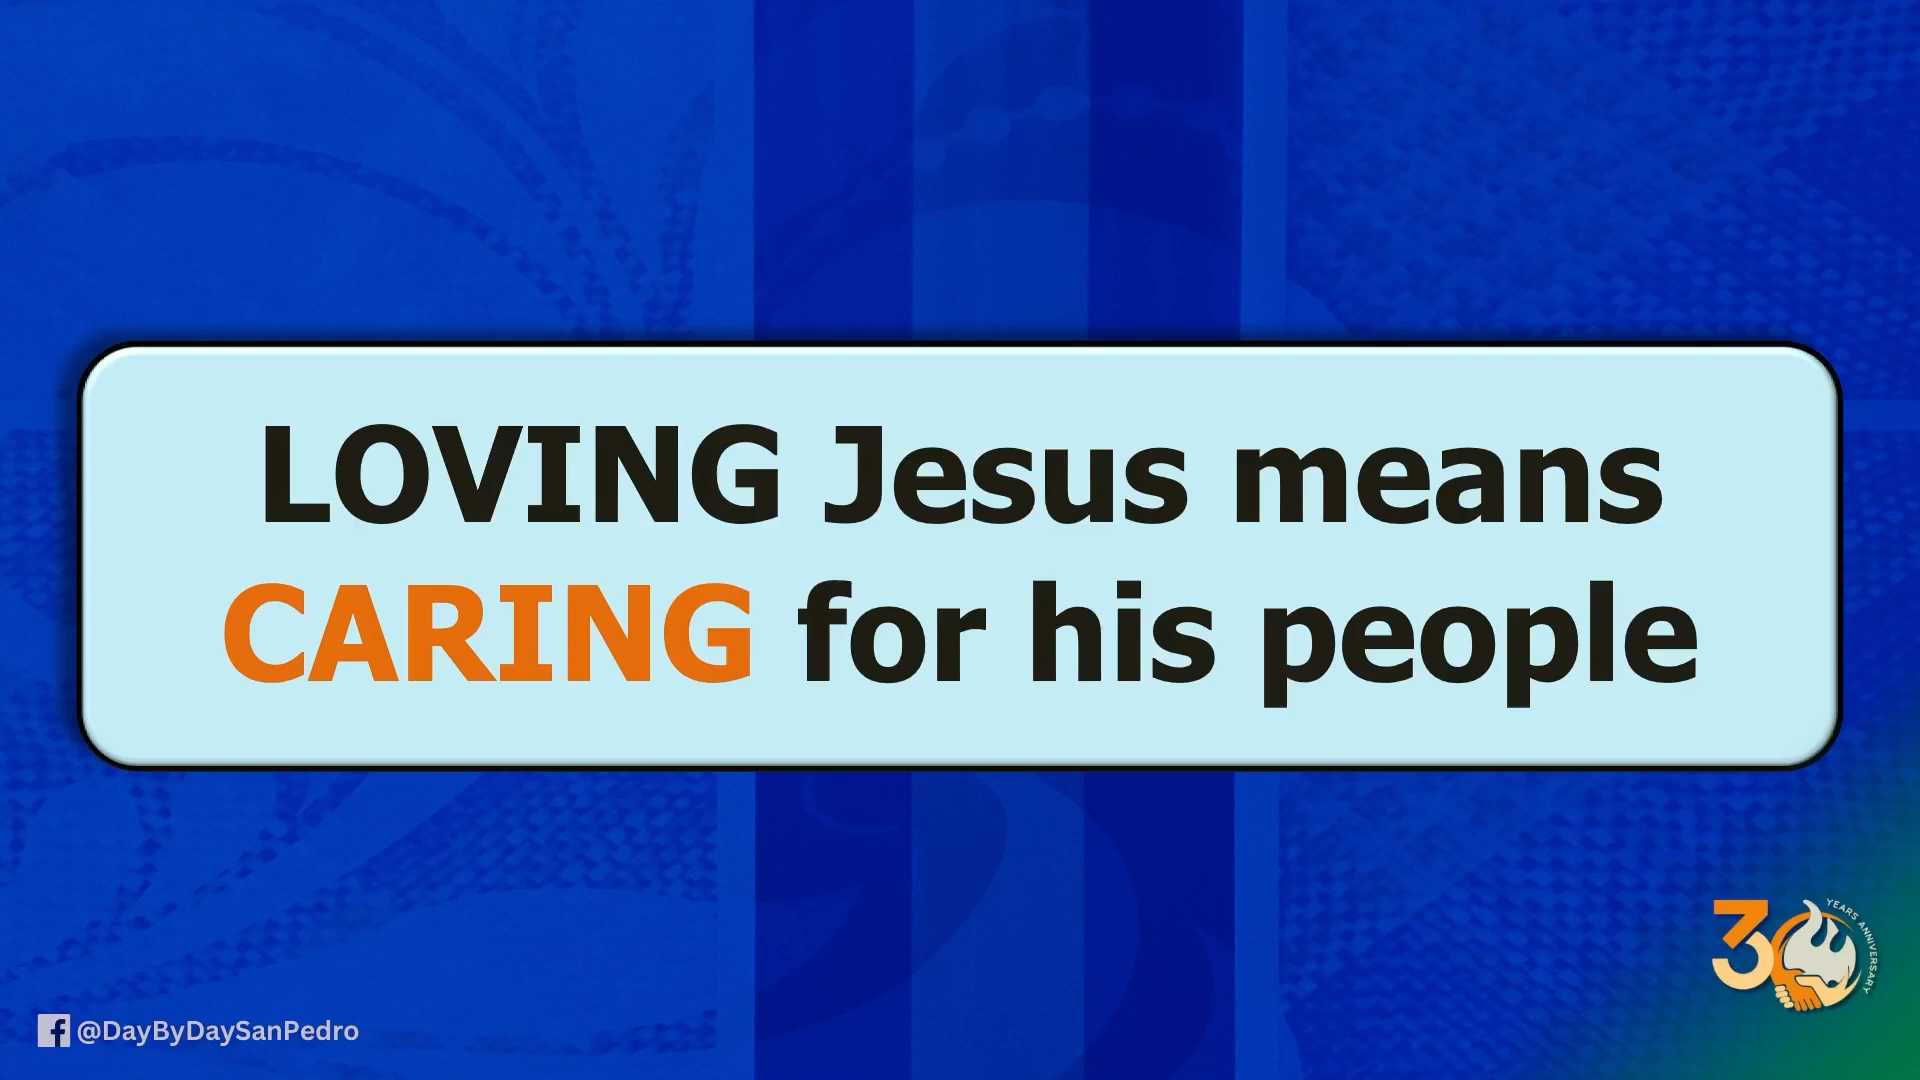 LOVING Jesus means
CARING for his people
30 YEARS ANNIVERSARY
@DayByDaySanPedro